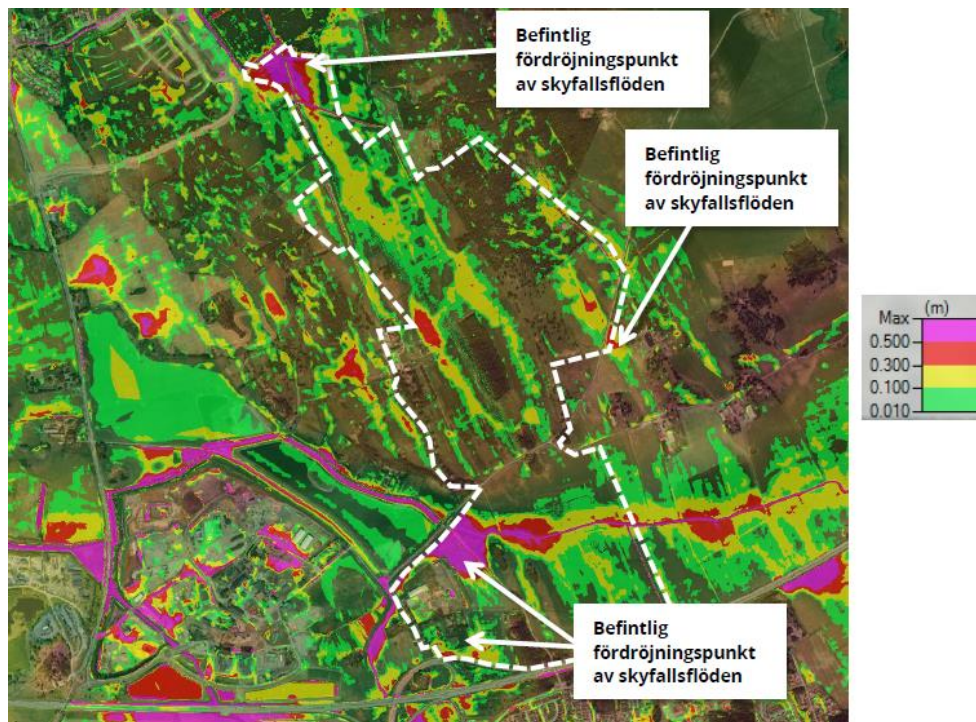 Befintlig
fördröjningspunkt
av skyfallsflöden
Befintlig
fördröjningspunkt
av skyfallsflöden
Befintlig
fördröjningspunkt
av skyfallsflöden
(m)
Max
0.500
0.300
0.100
0.010